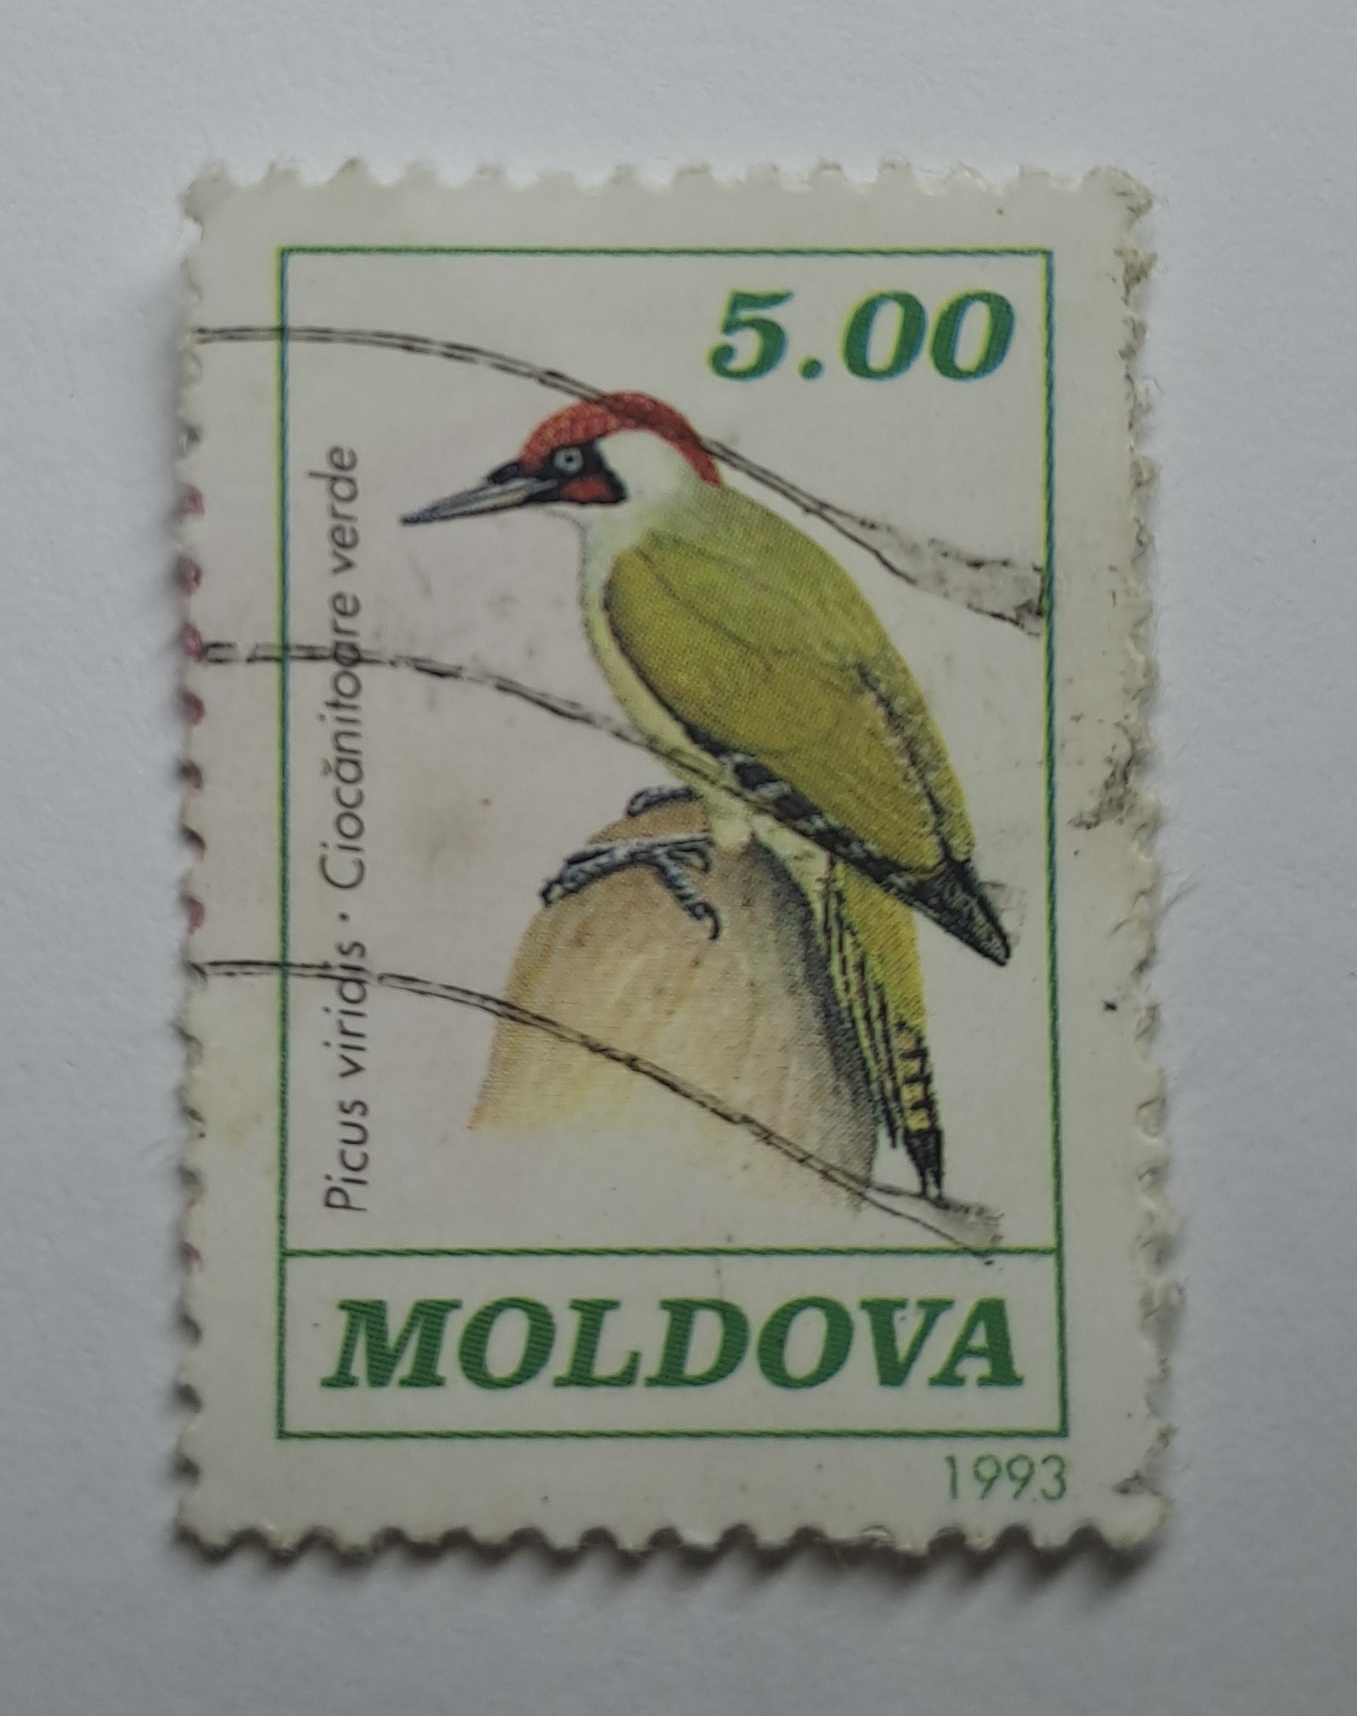 5.00
Picus viridis · Ciocănitoare verde
MOLDOVA
1993